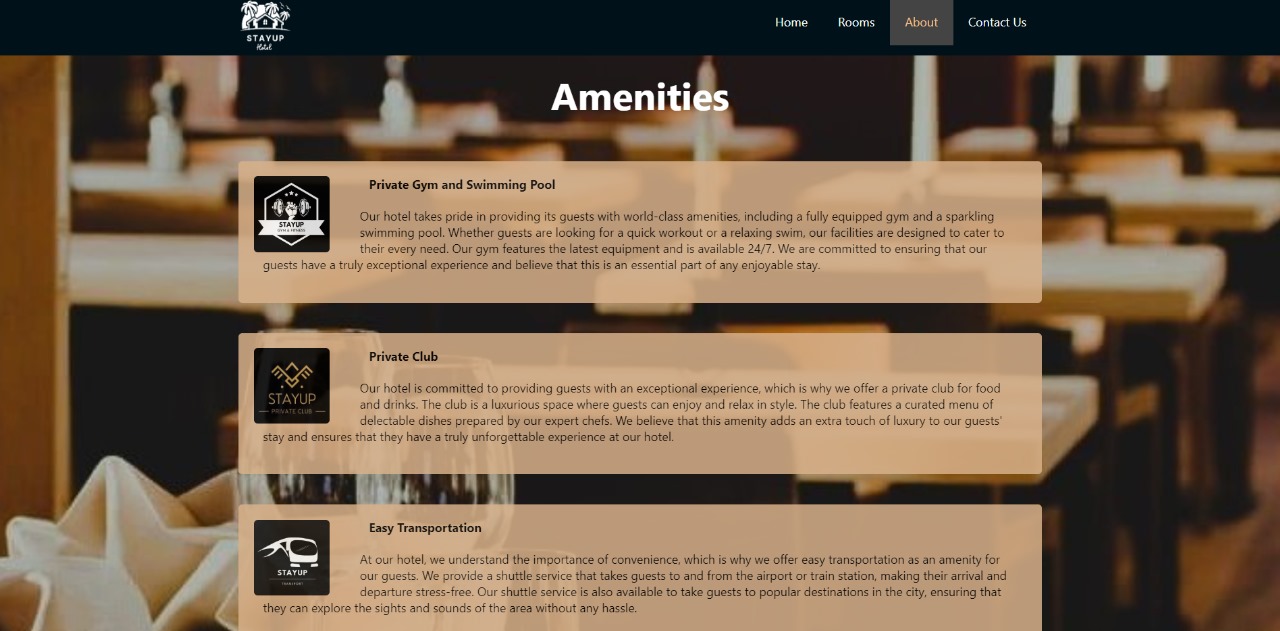 STAYUP
Hotel
Home
Rooms
About
Contact Us
Amenities
STAYUP
GYM & FITNESS
Private Gym and Swimming Pool
Our hotel takes pride in providing its guests with world-class amenities, including a fully equipped gym and a sparkling
swimming pool. Whether guests are looking for a quick workout or a relaxing swim, our facilities are designed to cater to
their every need. Our gym features the latest equipment and is available 24/7. We are committed to ensuring that our
guests have a truly exceptional experience and believe that this is an essential part of any enjoyable stay.
STAYUP
PRIVATE CLUB
Private Club
Our hotel is committed to providing guests with an exceptional experience, which is why we offer a private club for food
and drinks. The club is a luxurious space where guests can enjoy and relax in style. The club features a curated menu of
delectable dishes prepared by our expert chefs. We believe that this amenity adds an extra touch of luxury to our guests'
stay and ensures that they have a truly unforgettable experience at our hotel.
STAYUP
TRANSPORT
Easy Transportation
At our hotel, we understand the importance of convenience, which is why we offer easy transportation as an amenity for
our guests. We provide a shuttle service that takes guests to and from the airport or train station, making their arrival and
departure stress-free. Our shuttle service is also available to take guests to popular destinations in the city, ensuring that
they can explore the sights and sounds of the area without any hassle.